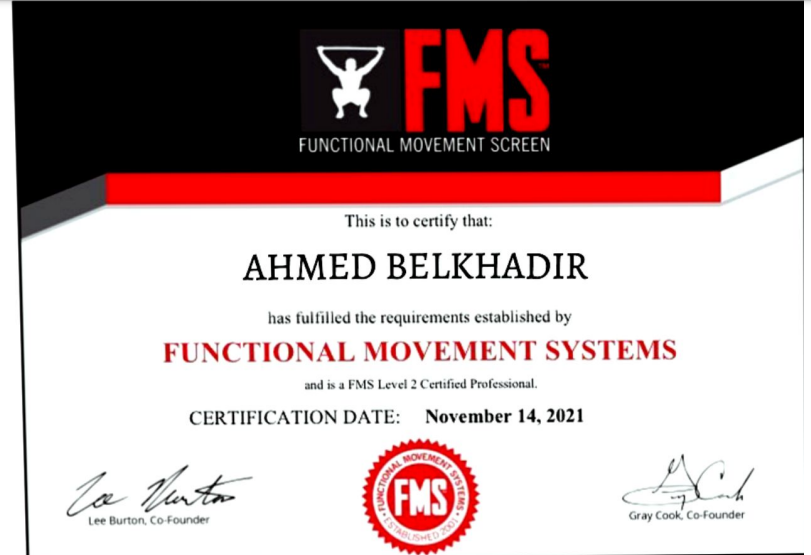 FMS™
FUNCTIONAL MOVEMENT SCREEN
This is to certify that:
AHMED BELKHADIR
has fulfilled the requirements established by
FUNCTIONAL MOVEMENT SYSTEMS
and is a FMS Level 2 Certified Professional.
CERTIFICATION DATE: November 14, 2021
Lee Burton
Lee Burton, Co-Founder
FUNCTIONAL MOVEMENT SYSTEMS
FMS
ESTABLISHED 2001
Gray Cook
Gray Cook, Co-Founder